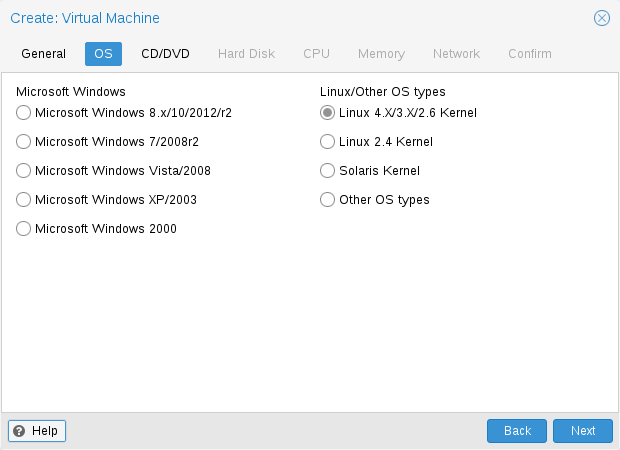 Create: Virtual Machine
General OS CD/DVD Hard Disk CPU Memory Network Confirm
Microsoft Windows
Microsoft Windows 8.x/10/2012/r2
Microsoft Windows 7/2008r2
Microsoft Windows Vista/2008
Microsoft Windows XP/2003
Microsoft Windows 2000
Linux/Other OS types
Linux 4.X/3.X/2.6 Kernel
Linux 2.4 Kernel
Solaris Kernel
Other OS types
Help Back Next